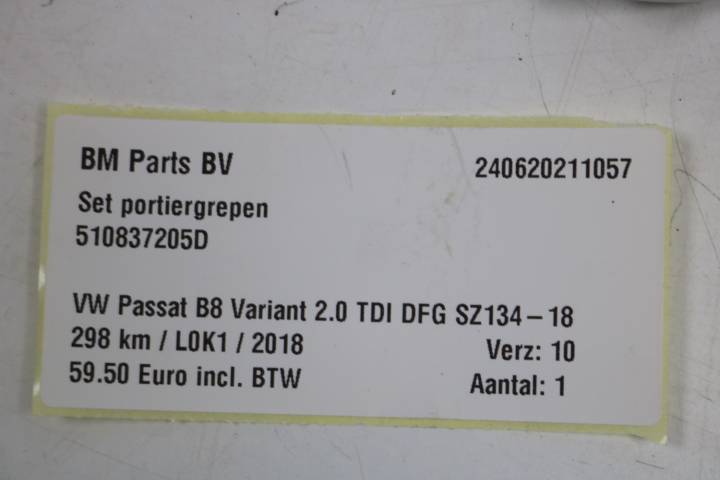 BM Parts BV 240620211057
Set portiergrepen
510837205D
VW Passat B8 Variant 2.0 TDI DFG SZ134-18
298 km / L0K1 / 2018 Verz: 10
59.50 Euro incl. BTW Aantal: 1